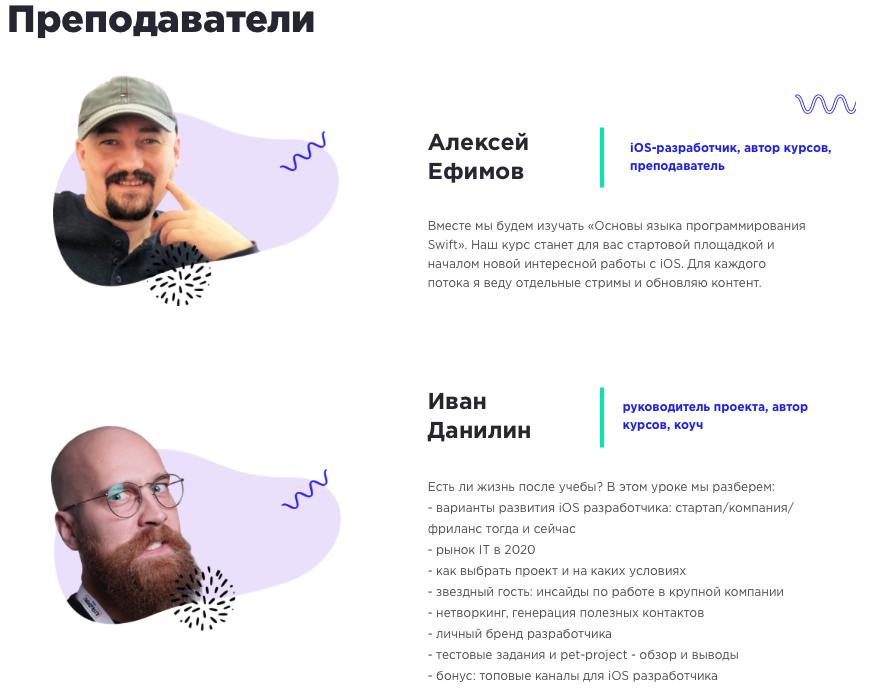 Преподаватели
Алексей
Ефимов
iOS-разработчик, автор курсов,
преподаватель
Вместе мы будем изучать «Основы языка программирования
Swift». Наш курс станет для вас стартовой площадкой и
началом новой интересной работы с iOS. Для каждого
потока я веду отдельные стримы и обновляю контент.
Иван
Данилин
руководитель проекта, автор
курсов, коуч
Есть ли жизнь после учебы? В этом уроке мы разберем:
- варианты развития iOS разработчика: стартап/компания/
фриланс тогда и сейчас
- рынок IT в 2020
- как выбрать проект и на каких условиях
- звездный гость: инсайды по работе в крупной компании
- нетворкинг, генерация полезных контактов
- личный бренд разработчика
- тестовые задания и pet-project - обзор и выводы
- бонус: топовые каналы для iOS разработчика